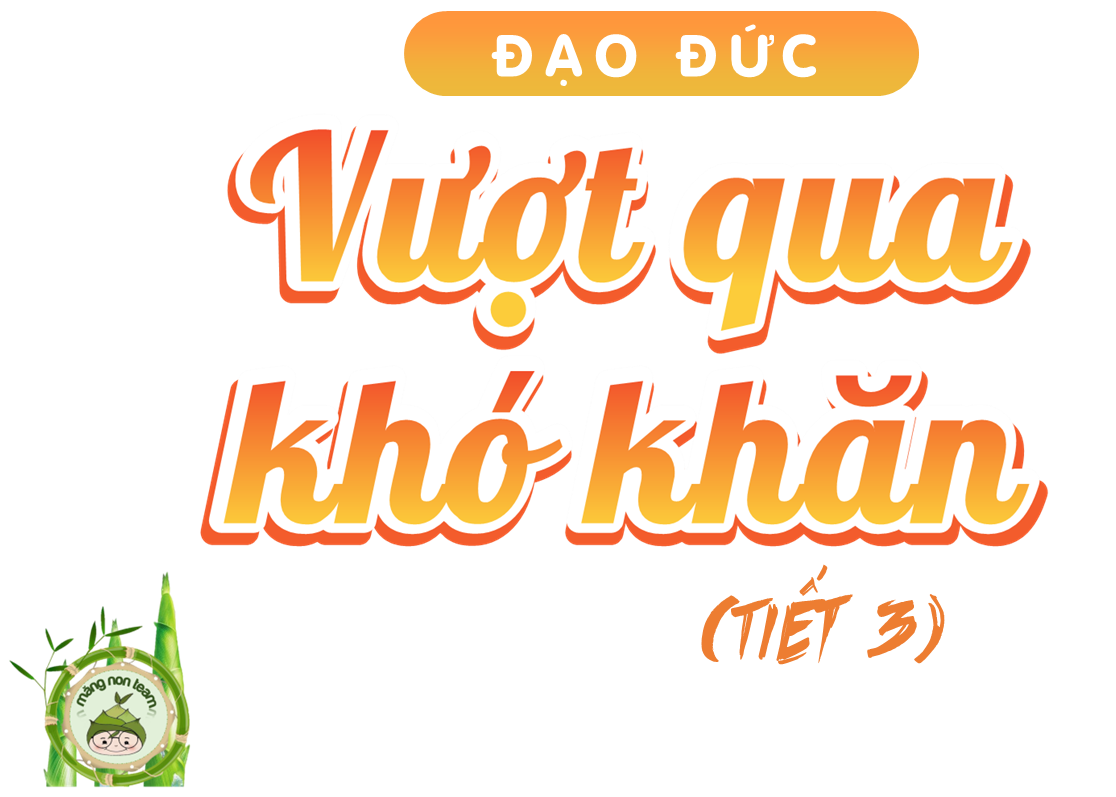 ĐẠO ĐỨC
Vượt qua
khó khăn
(TIẾT 3)
măng non team